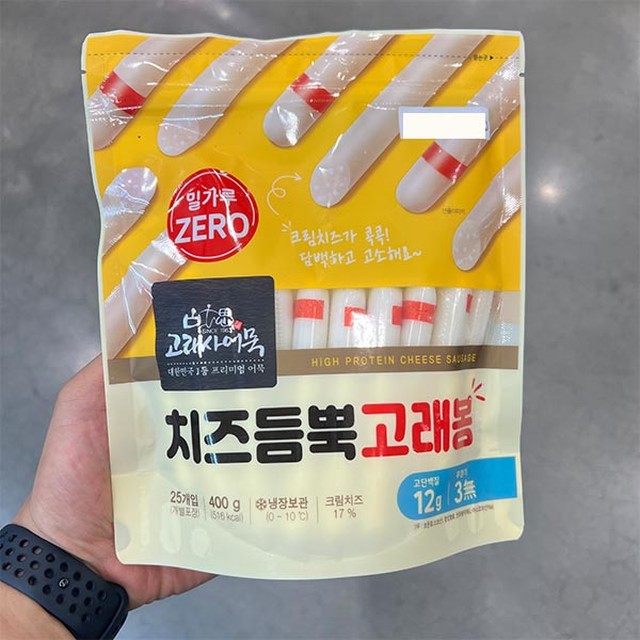 밀가루
ZERO
크림치즈가 콕콕!
담백하고 고소해요~
SINCE 1963
고래사어묵
대한민국 1등 프리미엄 어묵
HIGH PROTEIN CHEESE SAUSAGE
치즈듬뿍고래봉
25개입
(개별포장)
400 g
(516 kcal)
냉장보관
(0~10℃)
크림치즈
17 %
고단백질
12g
3無